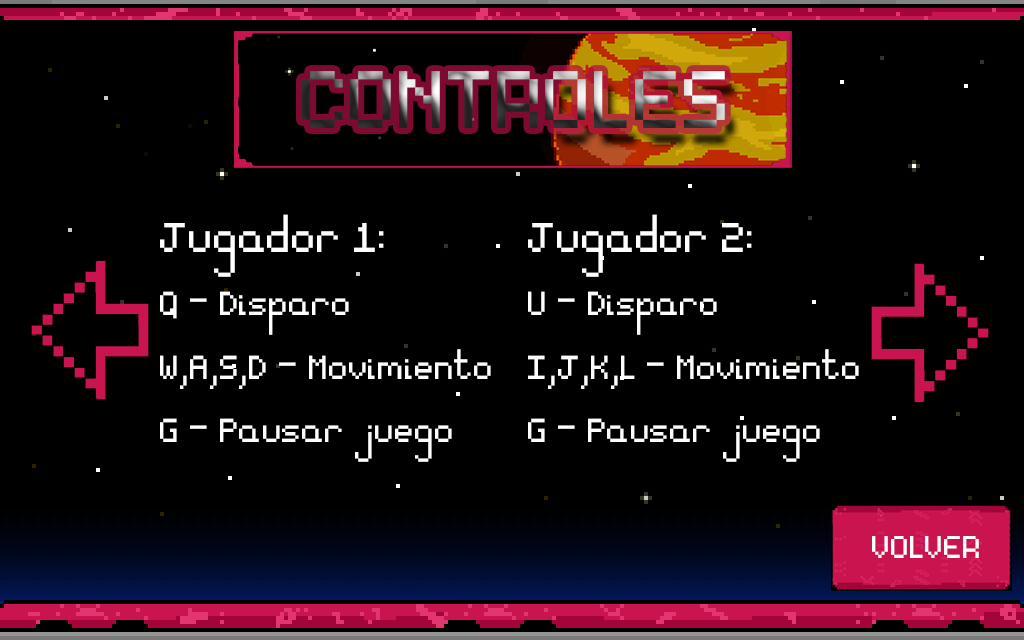 CONTROLES
Jugador 1:
Q - Disparo
W,A,S,D - Movimiento
G - Pausar juego
Jugador 2:
U - Disparo
I,J,K,L - Movimiento
G - Pausar juego
VOLVER